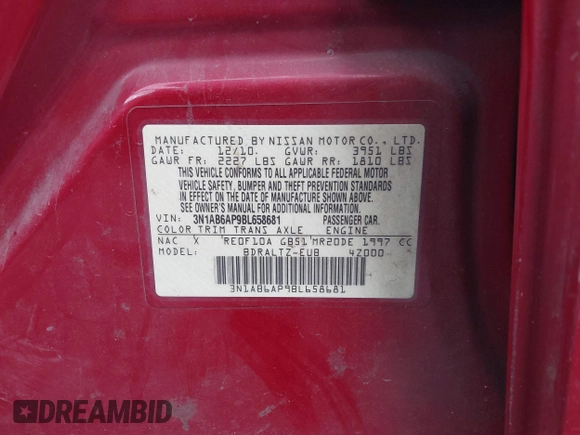 MANUFACTURED BY NISSAN MOTOR CO., LTD.
DATE: 12/10. GVWR: 3951 LBS
GAWR FR: 2227 LBS GAWR RR: 1810 LBS
THIS VEHICLE CONFORMS TO ALL APPLICABLE FEDERAL MOTOR
VEHICLE SAFETY, BUMPER AND THEFT PREVENTION STANDARDS
IN EFFECT ON THE DATE OF MANUFACTURE SHOWN ABOVE.
SEE OWNER'S MANUAL FOR ADDITIONAL INFORMATION.
VIN: 3N1AB6AP9BL658681 PASSENGER CAR.
COLOR TRIM TRANS AXLE ENGINE
NAC X RE0F10A GB51 MR20DE 1997 CC
MODEL: BDRALTZ-EUB 4Z000
3N1AB6AP9BL658681
DREAMBID